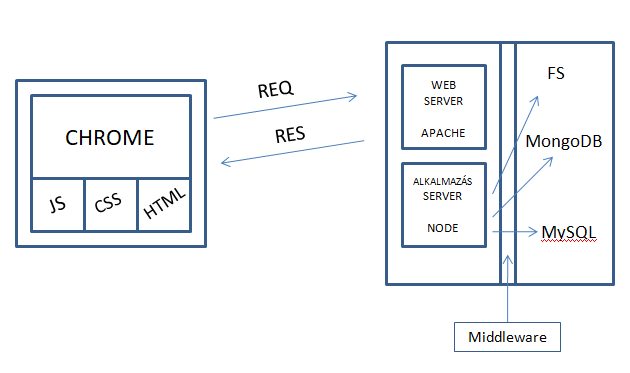 CHROME
JS
CSS
HTML
REQ
RES
WEB
SERVER
APACHE
ALKALMAZÁS
SERVER
NODE
FS
MongoDB
MySQL
Middleware